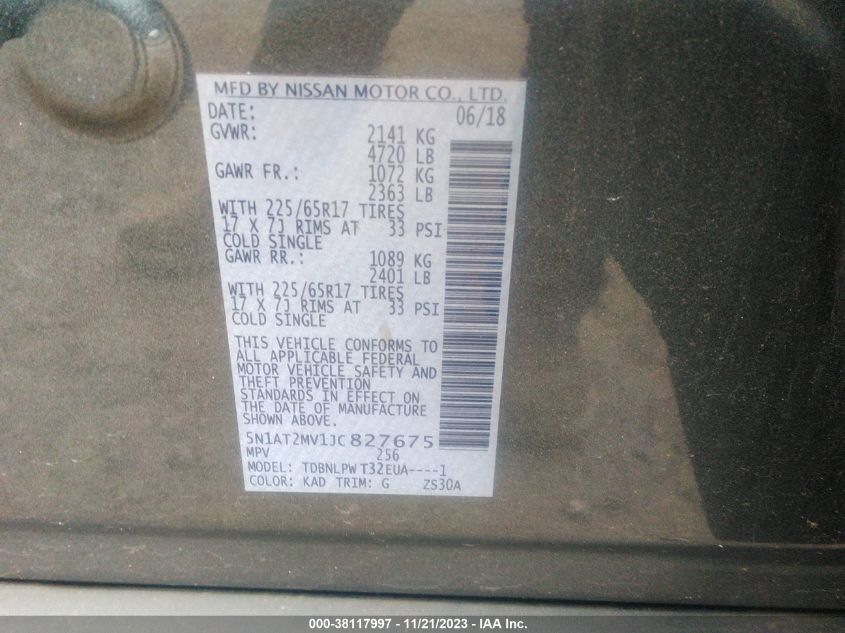 MFD BY NISSAN MOTOR CO., LTD.
DATE: 06/18
GVWR: 2141 KG
4720 LB
GAWR FR.: 1072 KG
2363 LB
WITH 225/65R17 TIRES
17 X 7J RIMS AT 33 PSI
COLD SINGLE
GAWR RR.: 1089 KG
2401 LB
WITH 225/65R17 TIRES
17 X 7J RIMS AT 33 PSI
COLD SINGLE
THIS VEHICLE CONFORMS TO
ALL APPLICABLE FEDERAL
MOTOR VEHICLE SAFETY AND
THEFT PREVENTION
STANDARDS IN EFFECT ON
THE DATE OF MANUFACTURE
SHOWN ABOVE.
5N1AT2MV1JC827675
MPV 256
MODEL: TDBNLPW T32EUA----1
COLOR: KAD TRIM: G ZS30A
000-38117997 - 11/21/2023 - IAA Inc.